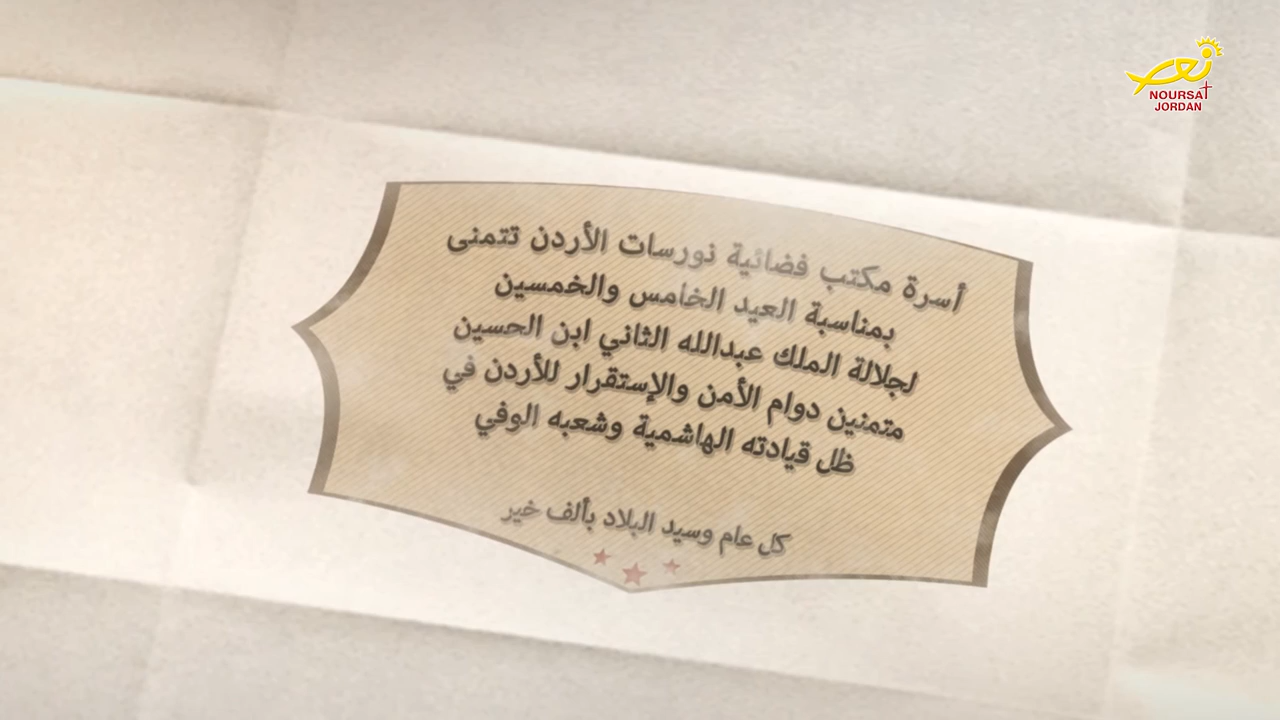 نور
NOURSAT
JORDAN
أسرة مكتب فضائية نورسات الأردن تتمنى
بمناسبة العيد الخامس والخمسين
لجلالة الملك عبدالله الثاني ابن الحسين
متمنين دوام الأمن والإستقرار للأردن في
ظل قيادته الهاشمية وشعبه الوفي
كل عام وسيد البلاد بألف خير